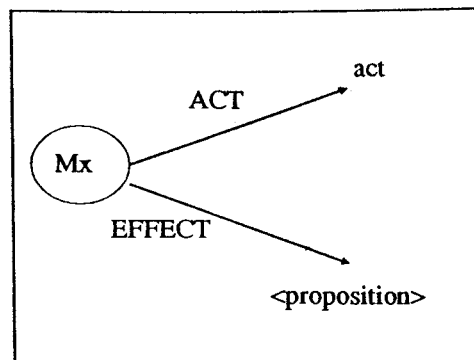 act
ACT
Mx
EFFECT
<proposition>